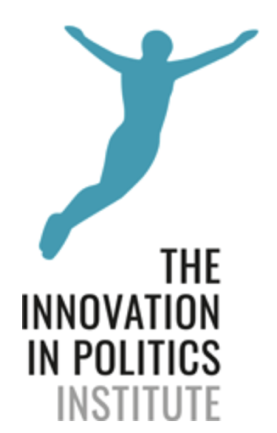 THE
INNOVATION
IN POLITICS
INSTITUTE